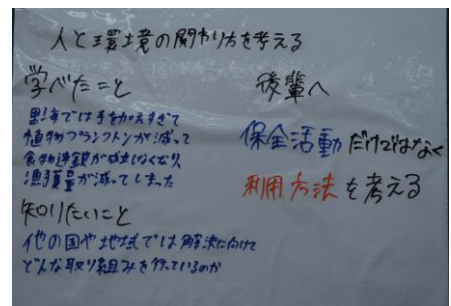 人と環境の関わり方を考える
学べたこと
里海では手を加えすぎて
植物プランクトンが減って
食物連鎖が成立しなくなり、
漁獲量が減ってしまった
知りたいこと
他の国や地域では解決に向けて
どんな取り組みを行っているのか
後輩へ
保全活動だけではなく
利用方法を考える